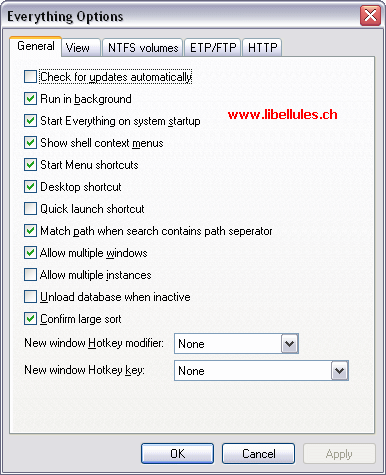 Everything Options
General View NTFS volumes ETP/FTP HTTP
Check for updates automatically
Run in background
www.libellules.ch
Start Everything on system startup
Show shell context menus
Start Menu shortcuts
Desktop shortcut
Quick launch shortcut
Match path when search contains path seperator
Allow multiple windows
Allow multiple instances
Unload database when inactive
Confirm large sort
New window Hotkey modifier: None
New window Hotkey key: None
OK Cancel Apply